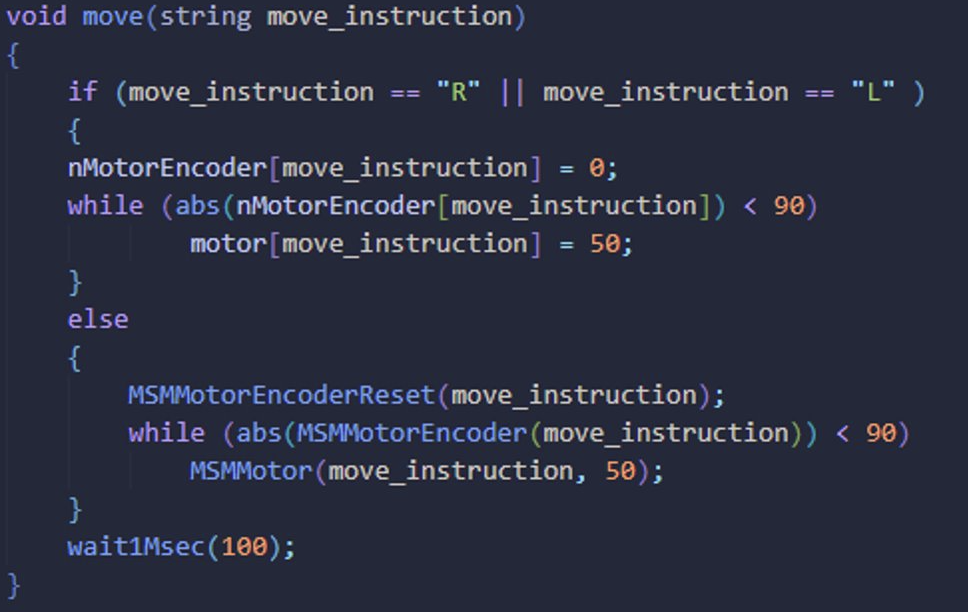 void move(string move_instruction)
{
    if (move_instruction == "R" || move_instruction == "L" )
    {
    nMotorEncoder[move_instruction] = 0;
    while (abs(nMotorEncoder[move_instruction]) < 90)
            motor[move_instruction] = 50;
    }
    else
    {
        MSMMotorEncoderReset(move_instruction);
        while (abs(MSMMotorEncoder(move_instruction)) < 90)
            MSMMotor(move_instruction, 50);
    }
    wait1Msec(100);
}